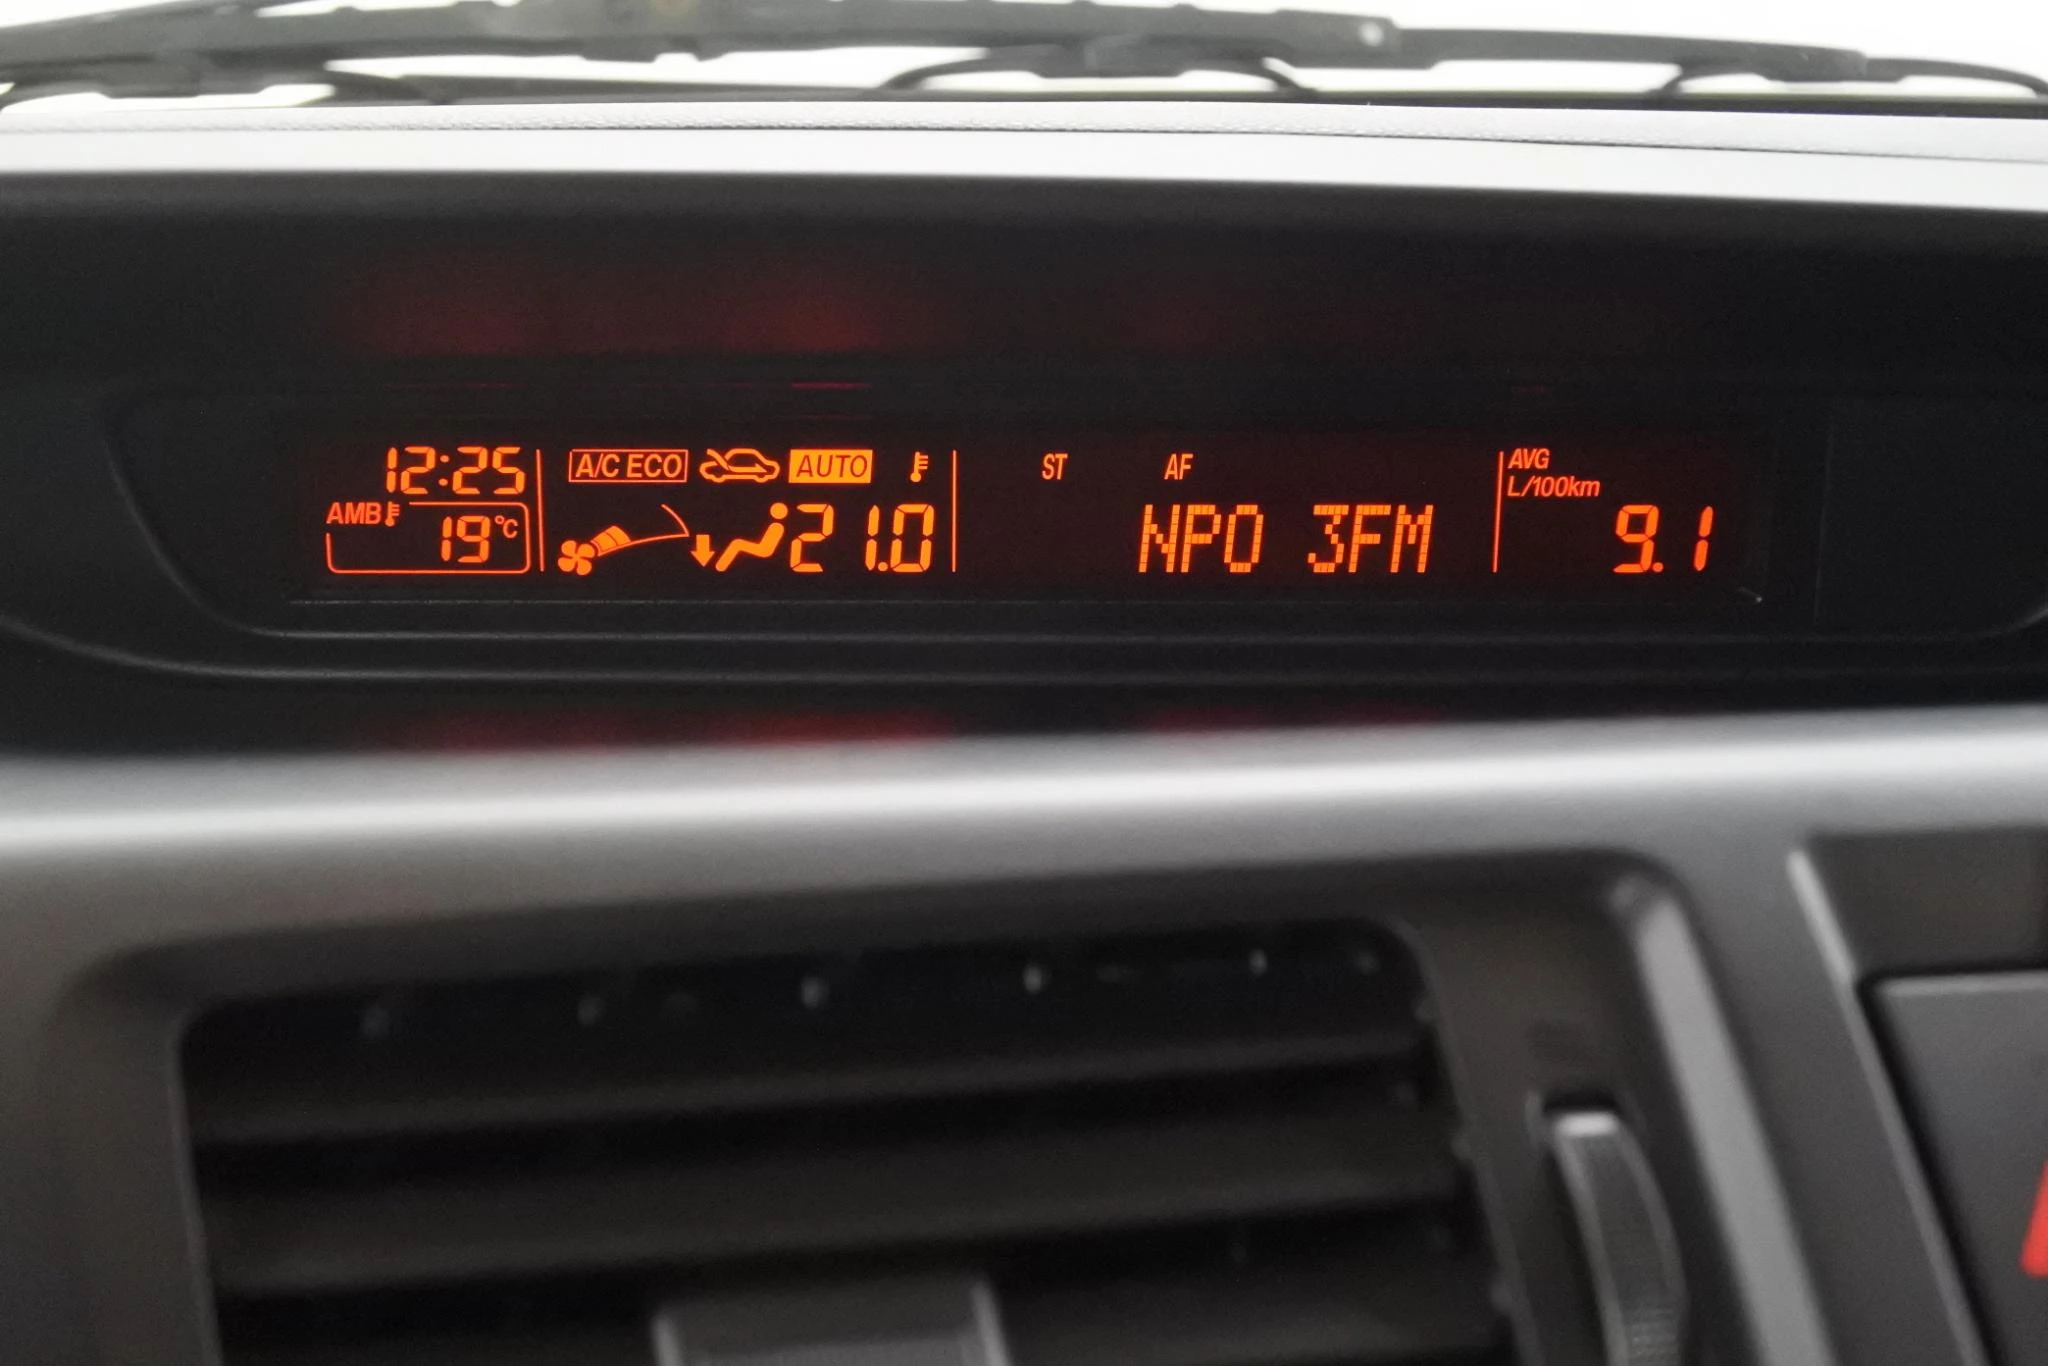 12:25
AMB 19°C
A/C ECO AUTO
21.0
ST AF
NPO 3FM
AVG
L/100km
9.1